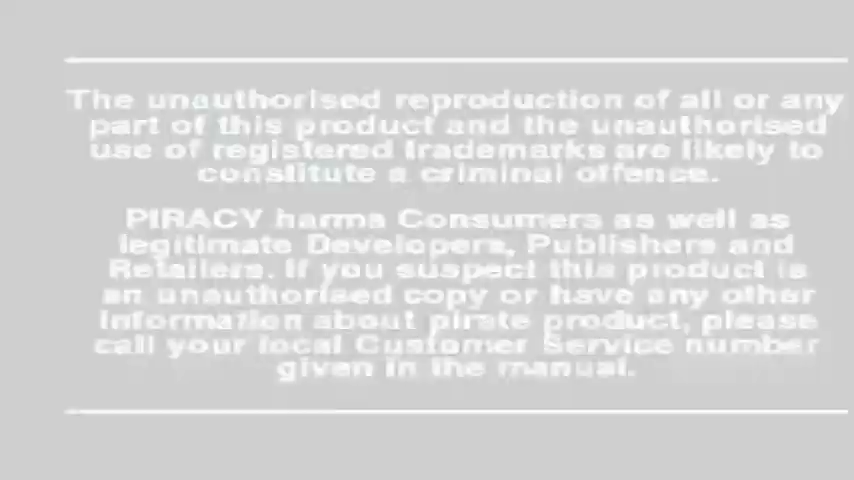 The unauthorised reproduction of all or any
part of this product and the unauthorised
use of registered trademarks are likely to
constitute a criminal offence.
PIRACY harms Consumers as well as
legitimate Developers, Publishers and
Retailers. If you suspect this product is
an unauthorised copy or have any other
information about pirate product, please
call your local Customer Service number
given in the manual.